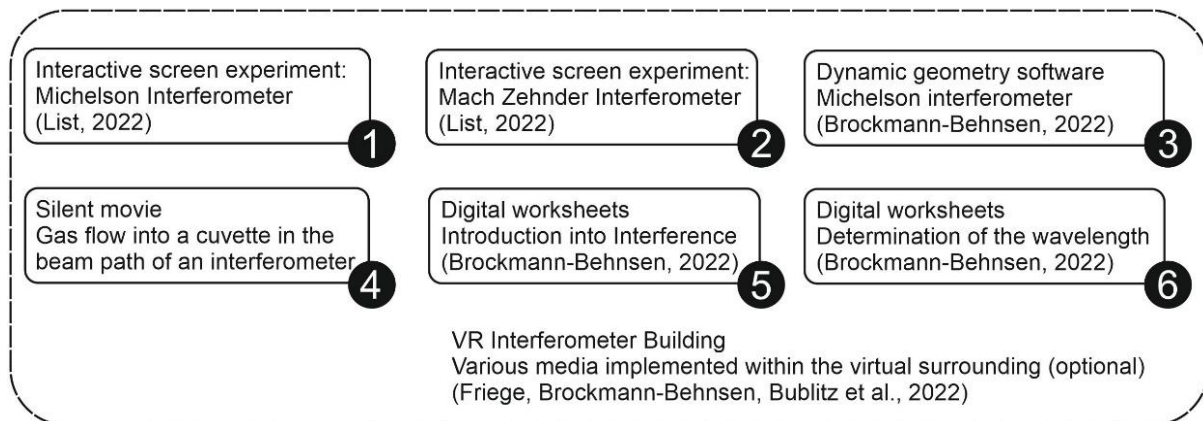 Interactive screen experiment:
Michelson Interferometer
(List, 2022)
1
Interactive screen experiment:
Mach Zehnder Interferometer
(List, 2022)
2
Dynamic geometry software
Michelson interferometer
(Brockmann-Behnsen, 2022)
3
Silent movie
Gas flow into a cuvette in the
beam path of an interferometer
4
Digital worksheets
Introduction into Interference
(Brockmann-Behnsen, 2022)
5
Digital worksheets
Determination of the wavelength
(Brockmann-Behnsen, 2022)
6
VR Interferometer Building
Various media implemented within the virtual surrounding (optional)
(Friege, Brockmann-Behnsen, Bublitz et al., 2022)